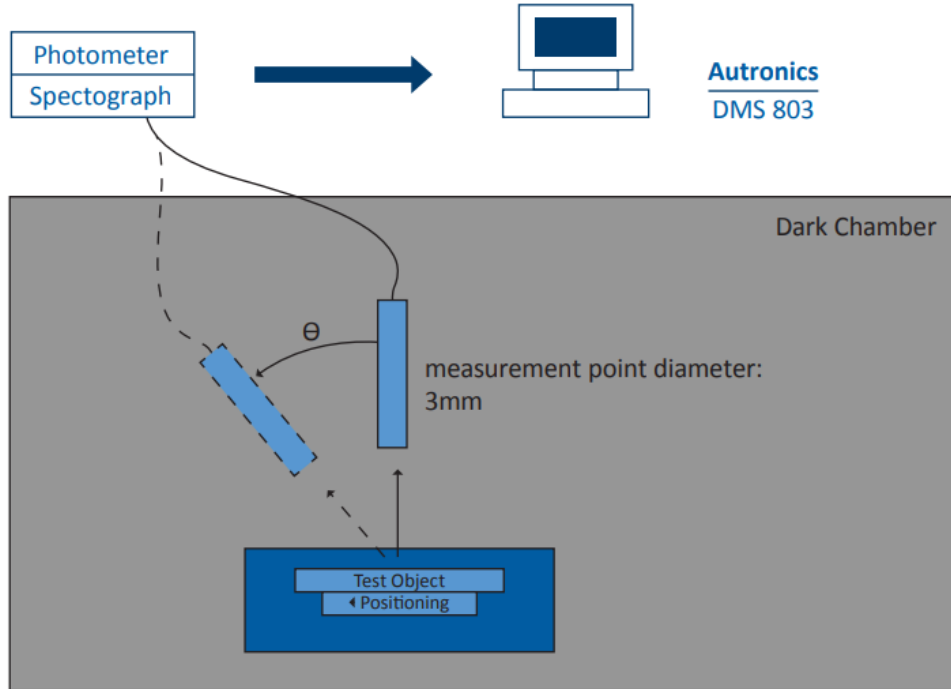 Photometer
Spectograph
Autronics
DMS 803
Dark Chamber
Θ
measurement point diameter:
3mm
Test Object
Positioning